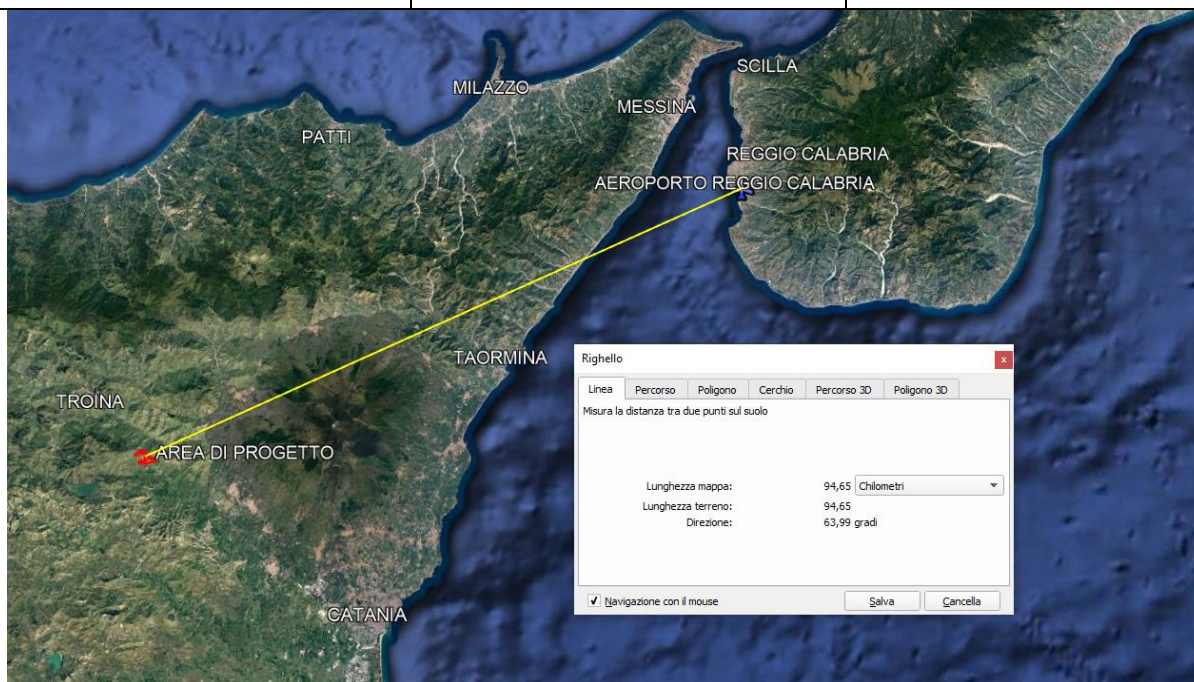 SCILLA
MILAZZO
MESSINA
PATTI
REGGIO CALABRIA
AEROPORTO REGGIO CALABRIA
TAORMINA
TROINA
AREA DI PROGETTO
CATANIA
Righello
x
Linea Percorso Poligono Cerchio Percorso 3D Poligono 3D
Misura la distanza tra due punti sul suolo
Lunghezza mappa: 94,65 Chilometri
Lunghezza terreno: 94,65
Direzione: 63,99 gradi
Navigazione con il mouse Salva Cancella